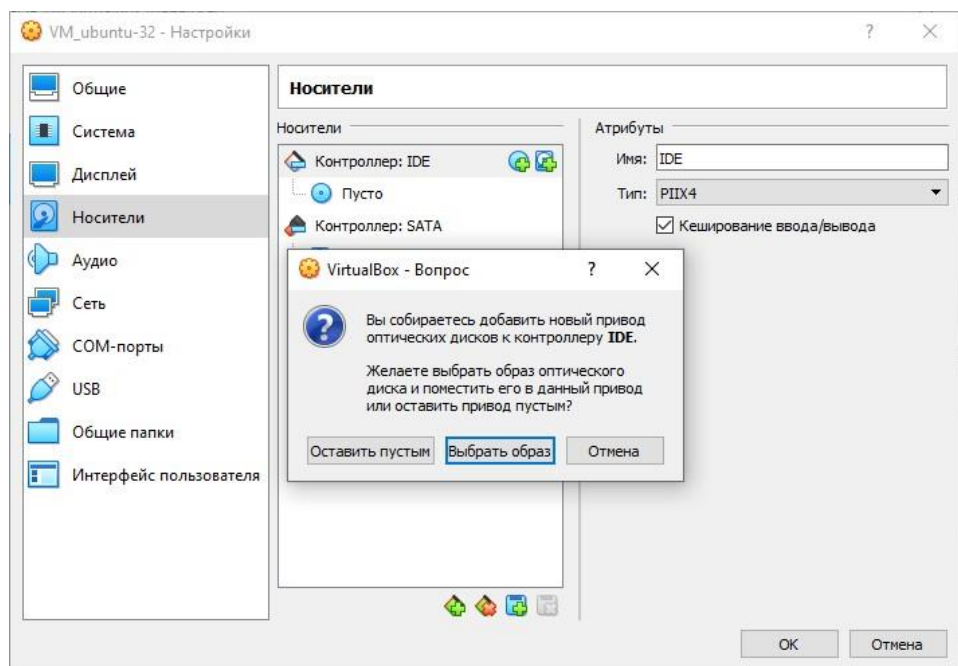 VM_ubuntu-32 - Настройки
?
Общие
Система
Дисплей
Носители
Аудио
Сеть
COM-порты
USB
Общие папки
Интерфейс пользователя
Носители
Носители
Контроллер: IDE
Пусто
Контроллер: SATA
Атрибуты
Имя: IDE
Тип: PIIX4
Кеширование ввода/вывода
VirtualBox - Вопрос
?
Вы собираетесь добавить новый привод
оптических дисков к контроллеру IDE.
Желаете выбрать образ оптического
диска и поместить его в данный привод
или оставить привод пустым?
Оставить пустым Выбрать образ Отмена
OK Отмена